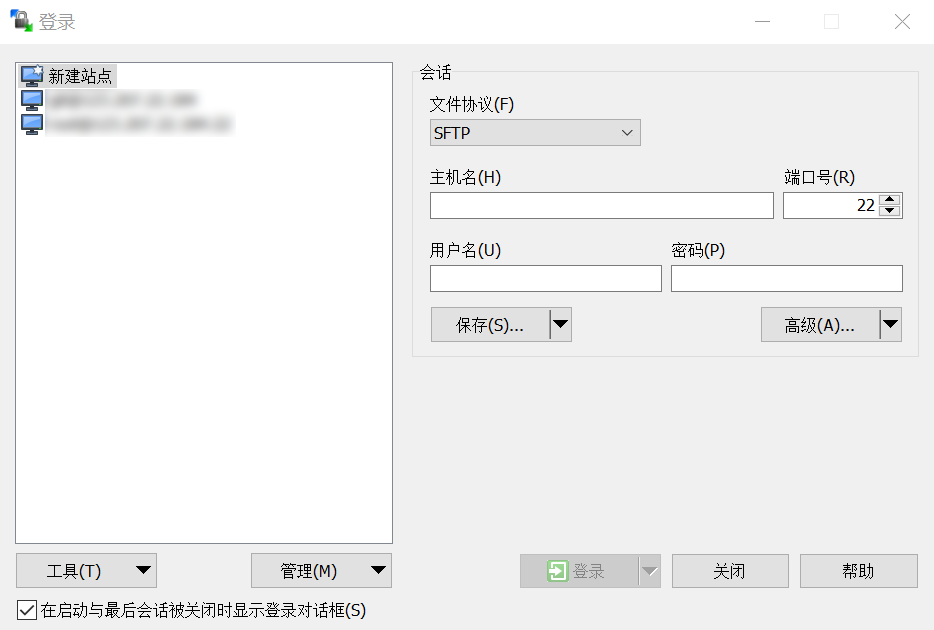 登录
新建站点
会话
文件协议(F)
SFTP
主机名(H)
端口号(R)
22
用户名(U)
密码(P)
保存(S)...
高级(A)...
工具(T)
管理(M)
登录
关闭
帮助
在启动与最后会话被关闭时显示登录对话框(S)